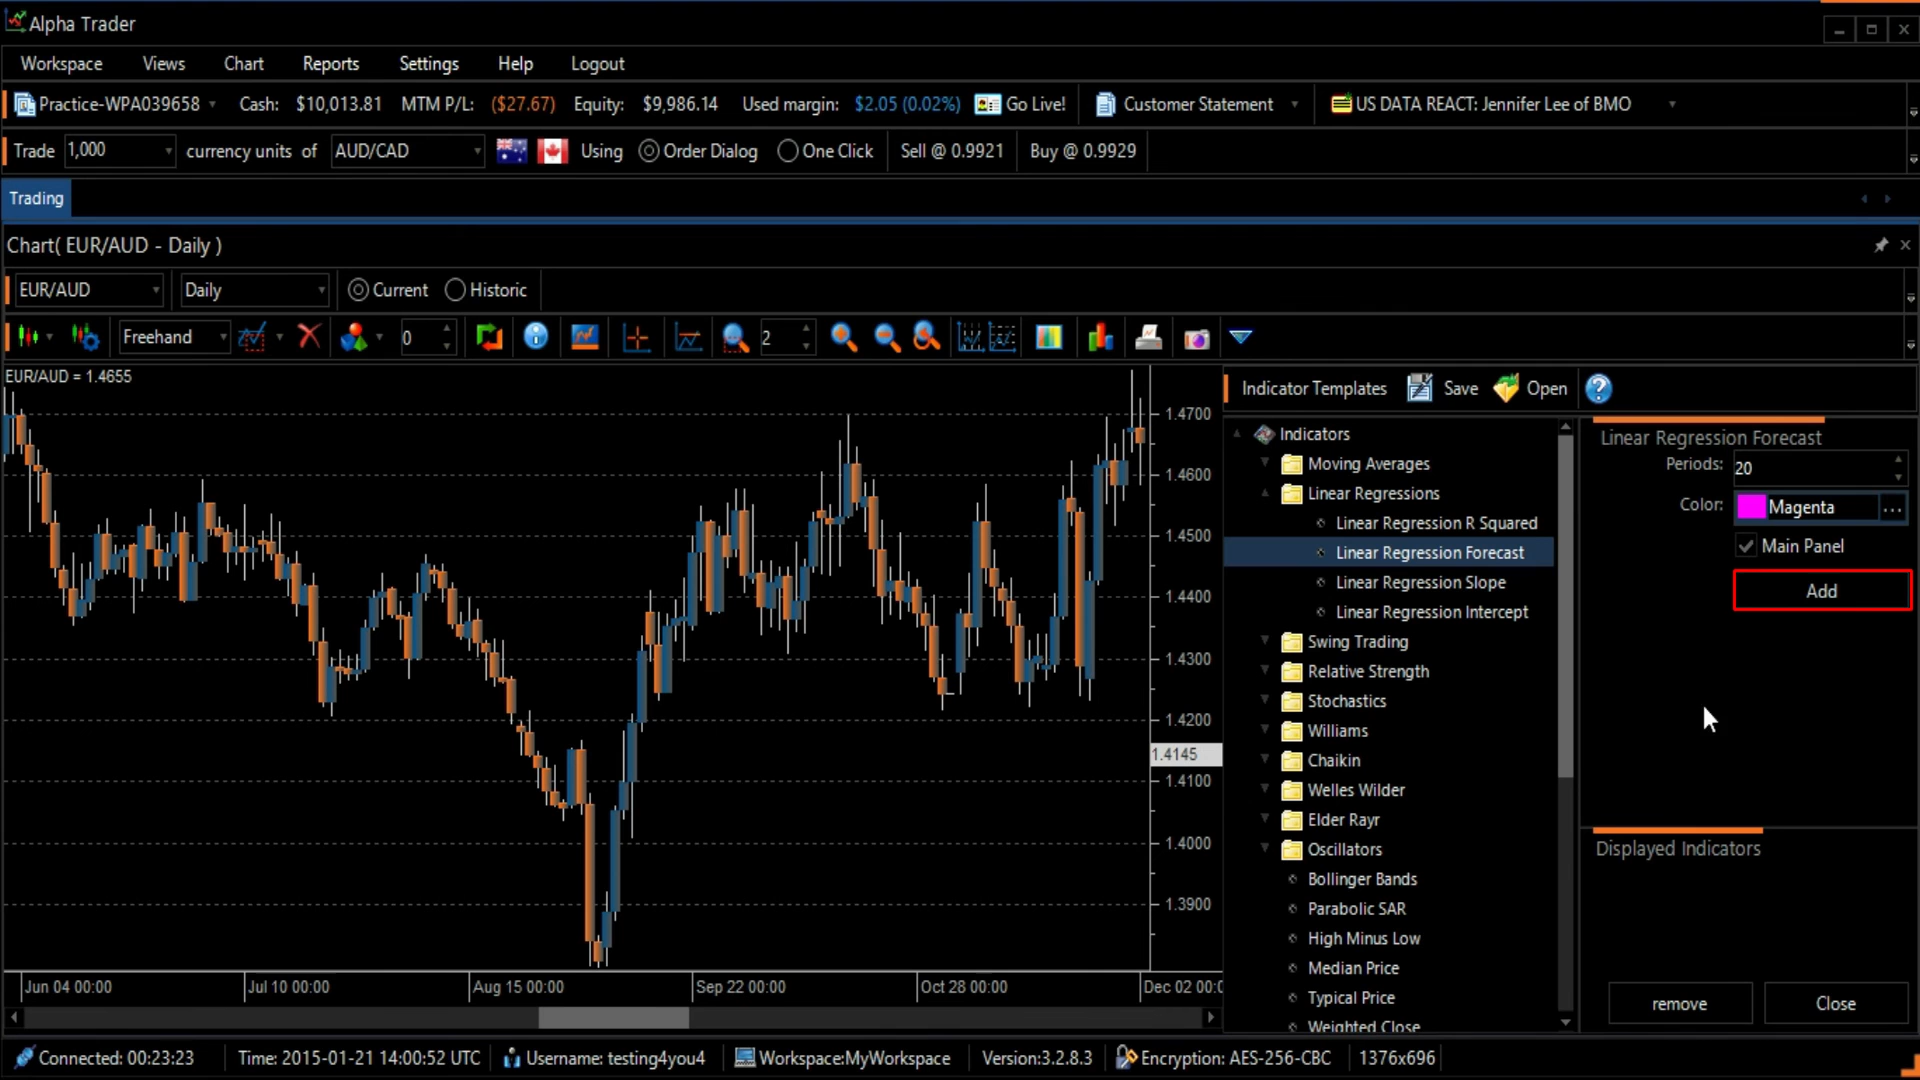 Alpha Trader
Workspace Views Chart Reports Settings Help Logout
Practice-WPA039658 Cash: $10,013.81 MTM P/L: ($27.67) Equity: $9,986.14 Used margin: $2.05 (0.02%) Go Live! Customer Statement US DATA REACT: Jennifer Lee of BMO
Trade 1,000 currency units of AUD/CAD Using Order Dialog One Click Sell @ 0.9921 Buy @ 0.9929
Trading
Chart( EUR/AUD - Daily )
EUR/AUD Daily Current Historic
Freehand 0 2
EUR/AUD = 1.4655
1.4700
1.4600
1.4500
1.4400
1.4300
1.4200
1.4145
1.4100
1.4000
1.3900
Jun 04 00:00 Jul 10 00:00 Aug 15 00:00 Sep 22 00:00 Oct 28 00:00 Dec 02 00:0
Indicator Templates Save Open ?
Indicators
Moving Averages
Linear Regressions
Linear Regression R Squared
Linear Regression Forecast
Linear Regression Slope
Linear Regression Intercept
Swing Trading
Relative Strength
Stochastics
Williams
Chaikin
Welles Wilder
Elder Rayr
Oscillators
Bollinger Bands
Parabolic SAR
High Minus Low
Median Price
Typical Price
Weighted Close
Linear Regression Forecast
Periods: 20
Color: Magenta ...
Main Panel
Add
Displayed Indicators
remove Close
Connected: 00:23:23 Time: 2015-01-21 14:00:52 UTC Username: testing4you4 Workspace:MyWorkspace Version:3.2.8.3 Encryption: AES-256-CBC 1376x696